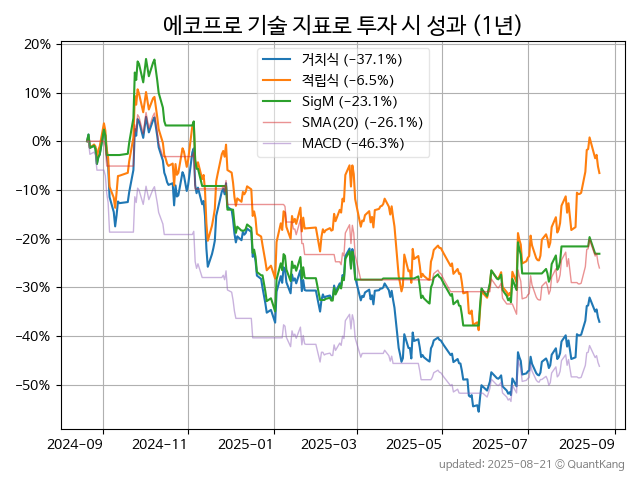 에코프로 기술 지표로 투자 시 성과 (1년)
거치식 (-37.1%)
적립식 (-6.5%)
SigM (-23.1%)
SMA(20) (-26.1%)
MACD (-46.3%)
20%
10%
0%
-10%
-20%
-30%
-40%
-50%
2024-09 2024-11 2025-01 2025-03 2025-05 2025-07 2025-09
updated: 2025-08-21 © QuantKang